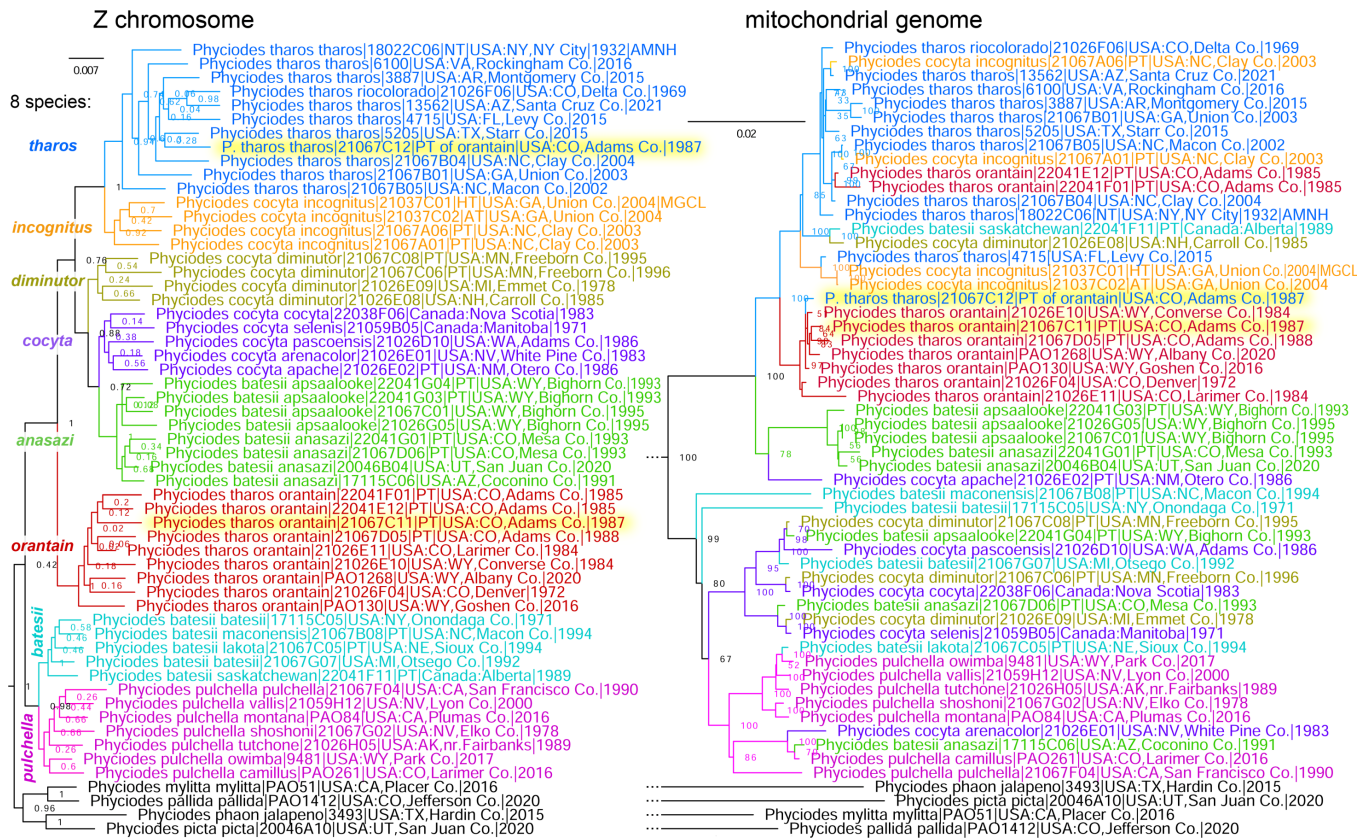 Z chromosome
0.007
8 species:
tharos
incognitus
diminutor
cocyta
anasazi
orantain
batesii
pulchella
Phyciodes tharos tharos|18022C06|NT|USA:NY,NY City|1932|AMNH
Phyciodes tharos tharos|6100|USA:VA,Rockingham Co.|2016
Phyciodes tharos tharos|3887|USA:AR,Montgomery Co.|2015
Phyciodes tharos riocolorado|21026F06|USA:CO,Delta Co.|1969
Phyciodes tharos tharos|13562|USA:AZ,Santa Cruz Co.|2021
Phyciodes tharos tharos|4715|USA:FL,Levy Co.|2015
Phyciodes tharos tharos|5205|USA:TX,Starr Co.|2015
P. tharos tharos|21067C12|PT of orantain|USA:CO,Adams Co.|1987
Phyciodes tharos tharos|21067B04|USA:NC,Clay Co.|2004
Phyciodes tharos tharos|21067B01|USA:GA,Union Co.|2003
Phyciodes tharos tharos|21067B05|USA:NC,Macon Co.|2002
Phyciodes cocyta incognitus|21037C01|HT|USA:GA,Union Co.|2004|MGCL
Phyciodes cocyta incognitus|21037C02|AT|USA:GA,Union Co.|2004
Phyciodes cocyta incognitus|21067A06|PT|USA:NC,Clay Co.|2003
Phyciodes cocyta incognitus|21067A01|PT|USA:NC,Clay Co.|2003
Phyciodes cocyta diminutor|21067C08|PT|USA:MN,Freeborn Co.|1995
Phyciodes cocyta diminutor|21067C06|PT|USA:MN,Freeborn Co.|1996
Phyciodes cocyta diminutor|21026E09|USA:MI,Emmet Co.|1978
Phyciodes cocyta diminutor|21026E08|USA:NH,Carroll Co.|1985
Phyciodes cocyta cocyta|22038F06|Canada:Nova Scotia|1983
Phyciodes cocyta selenis|21059B05|Canada:Manitoba|1971
Phyciodes cocyta pascoensis|21026D10|USA:WA,Adams Co.|1986
Phyciodes cocyta arenacolor|21026E01|USA:NV,White Pine Co.|1983
Phyciodes cocyta apache|21026E02|PT|USA:NM,Otero Co.|1986
Phyciodes batesii apsaalooke|22041G04|PT|USA:WY,Bighorn Co.|1993
Phyciodes batesii apsaalooke|22041G03|PT|USA:WY,Bighorn Co.|1993
Phyciodes batesii apsaalooke|21067C01|USA:WY,Bighorn Co.|1995
Phyciodes batesii apsaalooke|21026G05|USA:WY,Bighorn Co.|1995
Phyciodes batesii anasazi|22041G01|PT|USA:CO,Mesa Co.|1993
Phyciodes batesii anasazi|21067D06|PT|USA:CO,Mesa Co.|1993
Phyciodes batesii anasazi|20046B04|USA:UT,San Juan Co.|2020
Phyciodes batesii anasazi|17115C06|USA:AZ,Coconino Co.|1991
Phyciodes tharos orantain|22041F01|PT|USA:CO,Adams Co.|1985
Phyciodes tharos orantain|22041E12|PT|USA:CO,Adams Co.|1985
Phyciodes tharos orantain|21067C11|PT|USA:CO,Adams Co.|1987
Phyciodes tharos orantain|21067D05|PT|USA:CO,Adams Co.|1988
Phyciodes tharos orantain|21026E11|USA:CO,Larimer Co.|1984
Phyciodes tharos orantain|21026E10|USA:WY,Converse Co.|1984
Phyciodes tharos orantain|PAO1268|USA:WY,Albany Co.|2020
Phyciodes tharos orantain|21026F04|USA:CO,Denver|1972
Phyciodes tharos orantain|PAO130|USA:WY,Goshen Co.|2016
Phyciodes batesii batesii|17115C05|USA:NY,Onondaga Co.|1971
Phyciodes batesii maconensis|21067B08|PT|USA:NC,Macon Co.|1994
Phyciodes batesii lakota|21067C05|PT|USA:NE,Sioux Co.|1994
Phyciodes batesii batesii|21067G07|USA:MI,Otsego Co.|1992
Phyciodes batesii saskatchewan|22041F11|PT|Canada:Alberta|1989
Phyciodes pulchella pulchella|21067F04|USA:CA,San Francisco Co.|1990
Phyciodes pulchella vallis|21059H12|USA:NV,Lyon Co.|2000
Phyciodes pulchella montana|PAO84|USA:CA,Plumas Co.|2016
Phyciodes pulchella shoshoni|21067G02|USA:NV,Elko Co.|1978
Phyciodes pulchella tutchone|21026H05|USA:AK,nr.Fairbanks|1989
Phyciodes pulchella owimba|9481|USA:WY,Park Co.|2017
Phyciodes pulchella camillus|PAO261|USA:CO,Larimer Co.|2016
Phyciodes mylitta mylitta|PAO51|USA:CA,Placer Co.|2016
Phyciodes pallida pallida|PAO1412|USA:CO,Jefferson Co.|2020
Phyciodes phaon jalapeno|3493|USA:TX,Hardin Co.|2015
Phyciodes picta picta|20046A10|USA:UT,San Juan Co.|2020
mitochondrial genome
0.02
Phyciodes tharos riocolorado|21026F06|USA:CO,Delta Co.|1969
Phyciodes cocyta incognitus|21067A06|PT|USA:NC,Clay Co.|2003
Phyciodes tharos tharos|13562|USA:AZ,Santa Cruz Co.|2021
Phyciodes tharos tharos|6100|USA:VA,Rockingham Co.|2016
Phyciodes tharos tharos|3887|USA:AR,Montgomery Co.|2015
Phyciodes tharos tharos|21067B01|USA:GA,Union Co.|2003
Phyciodes tharos tharos|5205|USA:TX,Starr Co.|2015
Phyciodes tharos tharos|21067B05|USA:NC,Macon Co.|2002
Phyciodes cocyta incognitus|21067A01|PT|USA:NC,Clay Co.|2003
Phyciodes tharos orantain|22041E12|PT|USA:CO,Adams Co.|1985
Phyciodes tharos orantain|22041F01|PT|USA:CO,Adams Co.|1985
Phyciodes tharos tharos|21067B04|USA:NC,Clay Co.|2004
Phyciodes tharos tharos|18022C06|NT|USA:NY,NY City|1932|AMNH
Phyciodes batesii saskatchewan|22041F11|PT|Canada:Alberta|1989
Phyciodes cocyta diminutor|21026E08|USA:NH,Carroll Co.|1985
Phyciodes tharos tharos|4715|USA:FL,Levy Co.|2015
Phyciodes cocyta incognitus|21037C01|HT|USA:GA,Union Co.|2004|MGCL
Phyciodes cocyta incognitus|21037C02|AT|USA:GA,Union Co.|2004
P. tharos tharos|21067C12|PT of orantain|USA:CO,Adams Co.|1987
Phyciodes tharos orantain|21026E10|USA:WY,Converse Co.|1984
Phyciodes tharos orantain|21067C11|PT|USA:CO,Adams Co.|1987
Phyciodes tharos orantain|21067D05|PT|USA:CO,Adams Co.|1988
Phyciodes tharos orantain|PAO1268|USA:WY,Albany Co.|2020
Phyciodes tharos orantain|PAO130|USA:WY,Goshen Co.|2016
Phyciodes tharos orantain|21026F04|USA:CO,Denver|1972
Phyciodes tharos orantain|21026E11|USA:CO,Larimer Co.|1984
Phyciodes batesii apsaalooke|22041G03|PT|USA:WY,Bighorn Co.|1993
Phyciodes batesii apsaalooke|21026G05|USA:WY,Bighorn Co.|1995
Phyciodes batesii apsaalooke|21067C01|USA:WY,Bighorn Co.|1995
Phyciodes batesii anasazi|22041G01|PT|USA:CO,Mesa Co.|1993
Phyciodes batesii anasazi|20046B04|USA:UT,San Juan Co.|2020
Phyciodes cocyta apache|21026E02|PT|USA:NM,Otero Co.|1986
Phyciodes batesii maconensis|21067B08|PT|USA:NC,Macon Co.|1994
Phyciodes batesii batesii|17115C05|USA:NY,Onondaga Co.|1971
Phyciodes cocyta diminutor|21067C08|PT|USA:MN,Freeborn Co.|1995
Phyciodes batesii apsaalooke|22041G04|PT|USA:WY,Bighorn Co.|1993
Phyciodes cocyta pascoensis|21026D10|USA:WA,Adams Co.|1986
Phyciodes batesii batesii|21067G07|USA:MI,Otsego Co.|1992
Phyciodes cocyta diminutor|21067C06|PT|USA:MN,Freeborn Co.|1996
Phyciodes cocyta cocyta|22038F06|Canada:Nova Scotia|1983
Phyciodes batesii anasazi|21067D06|PT|USA:CO,Mesa Co.|1993
Phyciodes cocyta diminutor|21026E09|USA:MI,Emmet Co.|1978
Phyciodes cocyta selenis|21059B05|Canada:Manitoba|1971
Phyciodes batesii lakota|21067C05|PT|USA:NE,Sioux Co.|1994
Phyciodes pulchella owimba|9481|USA:WY,Park Co.|2017
Phyciodes pulchella vallis|21059H12|USA:NV,Lyon Co.|2000
Phyciodes pulchella tutchone|21026H05|USA:AK,nr.Fairbanks|1989
Phyciodes pulchella shoshoni|21067G02|USA:NV,Elko Co.|1978
Phyciodes pulchella montana|PAO84|USA:CA,Plumas Co.|2016
Phyciodes cocyta arenacolor|21026E01|USA:NV,White Pine Co.|1983
Phyciodes batesii anasazi|17115C06|USA:AZ,Coconino Co.|1991
Phyciodes pulchella camillus|PAO261|USA:CO,Larimer Co.|2016
Phyciodes pulchella pulchella|21067F04|USA:CA,San Francisco Co.|1990
Phyciodes phaon jalapeno|3493|USA:TX,Hardin Co.|2015
Phyciodes picta picta|20046A10|USA:UT,San Juan Co.|2020
Phyciodes mylitta mylitta|PAO51|USA:CA,Placer Co.|2016
Phyciodes pallida pallida|PAO1412|USA:CO,Jefferson Co.|2020